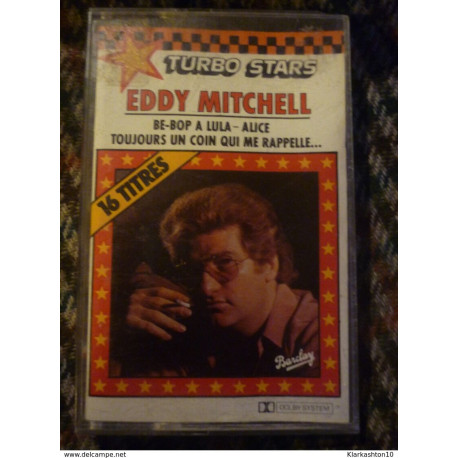 TURBO STARS
EDDY MITCHELL
BE-BOP A LULA - ALICE
TOUJOURS UN COIN QUI ME RAPPELLE...
16 TITRES
Barclay
DOLBY SYSTEM
www.delcampe.net
Klarkashton10